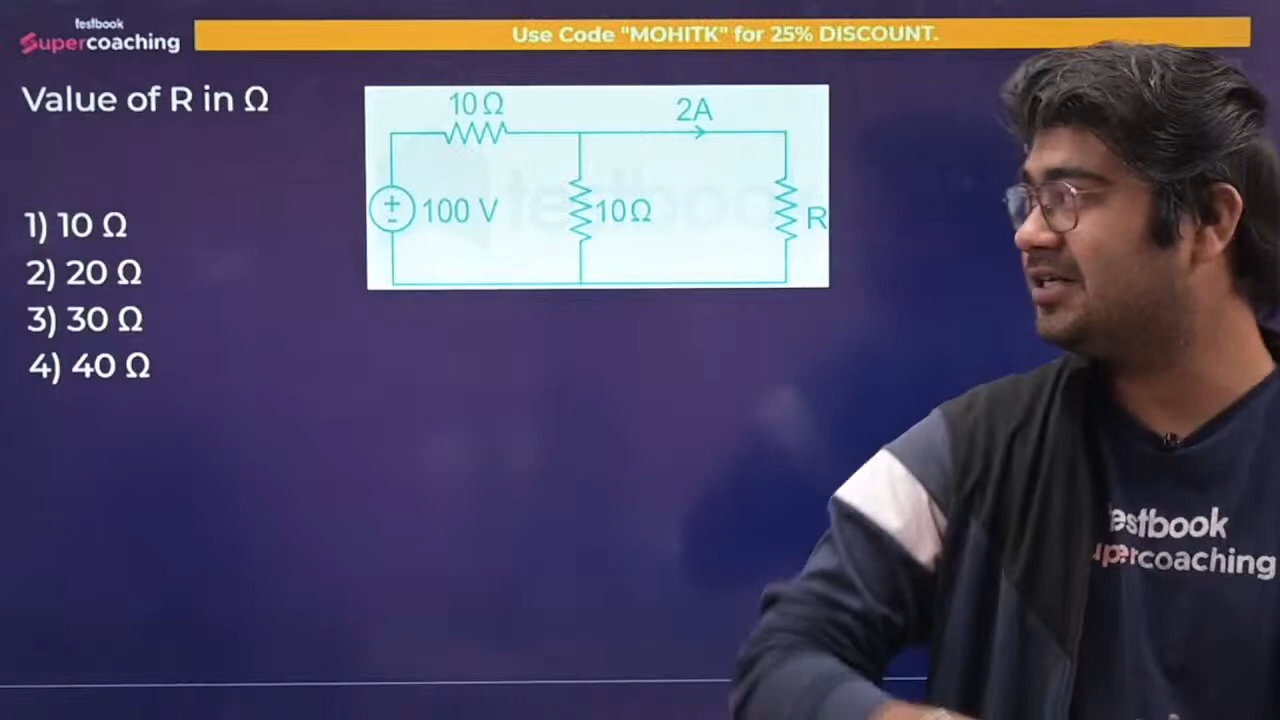 testbook
Supercoaching
Use Code "MOHITK" for 25% DISCOUNT.
Value of R in Ω
1) 10 Ω
2) 20 Ω
3) 30 Ω
4) 40 Ω
10 Ω
2A
+
-
100 V
10Ω
R
testbook
estbook
upercoaching